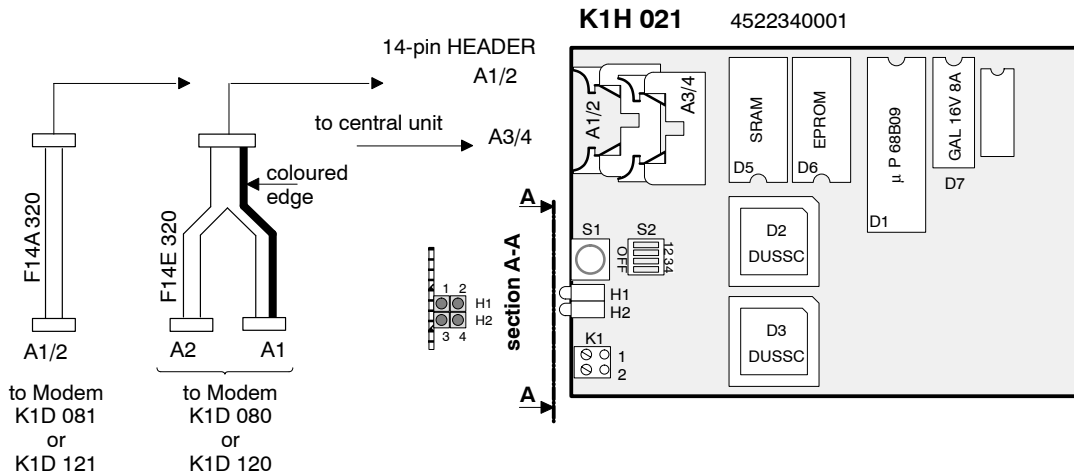 K1H 021 4522340001
14-pin HEADER
A1/2
to central unit
A3/4
coloured
edge
F14A 320
F14E 320
A1/2
A2 A1
to Modem
K1D 081
or
K1D 121
to Modem
K1D 080
or
K1D 120
1 2
H1
H2
3 4
section A-A
A
A
A1/2
A3/4
SRAM
D5
EPROM
D6
µ P 68B09
D1
GAL 16V 8A
D7
S1 S2
OFF
1234
D2
DUSSC
H1
H2
D3
DUSSC
K1
1
2